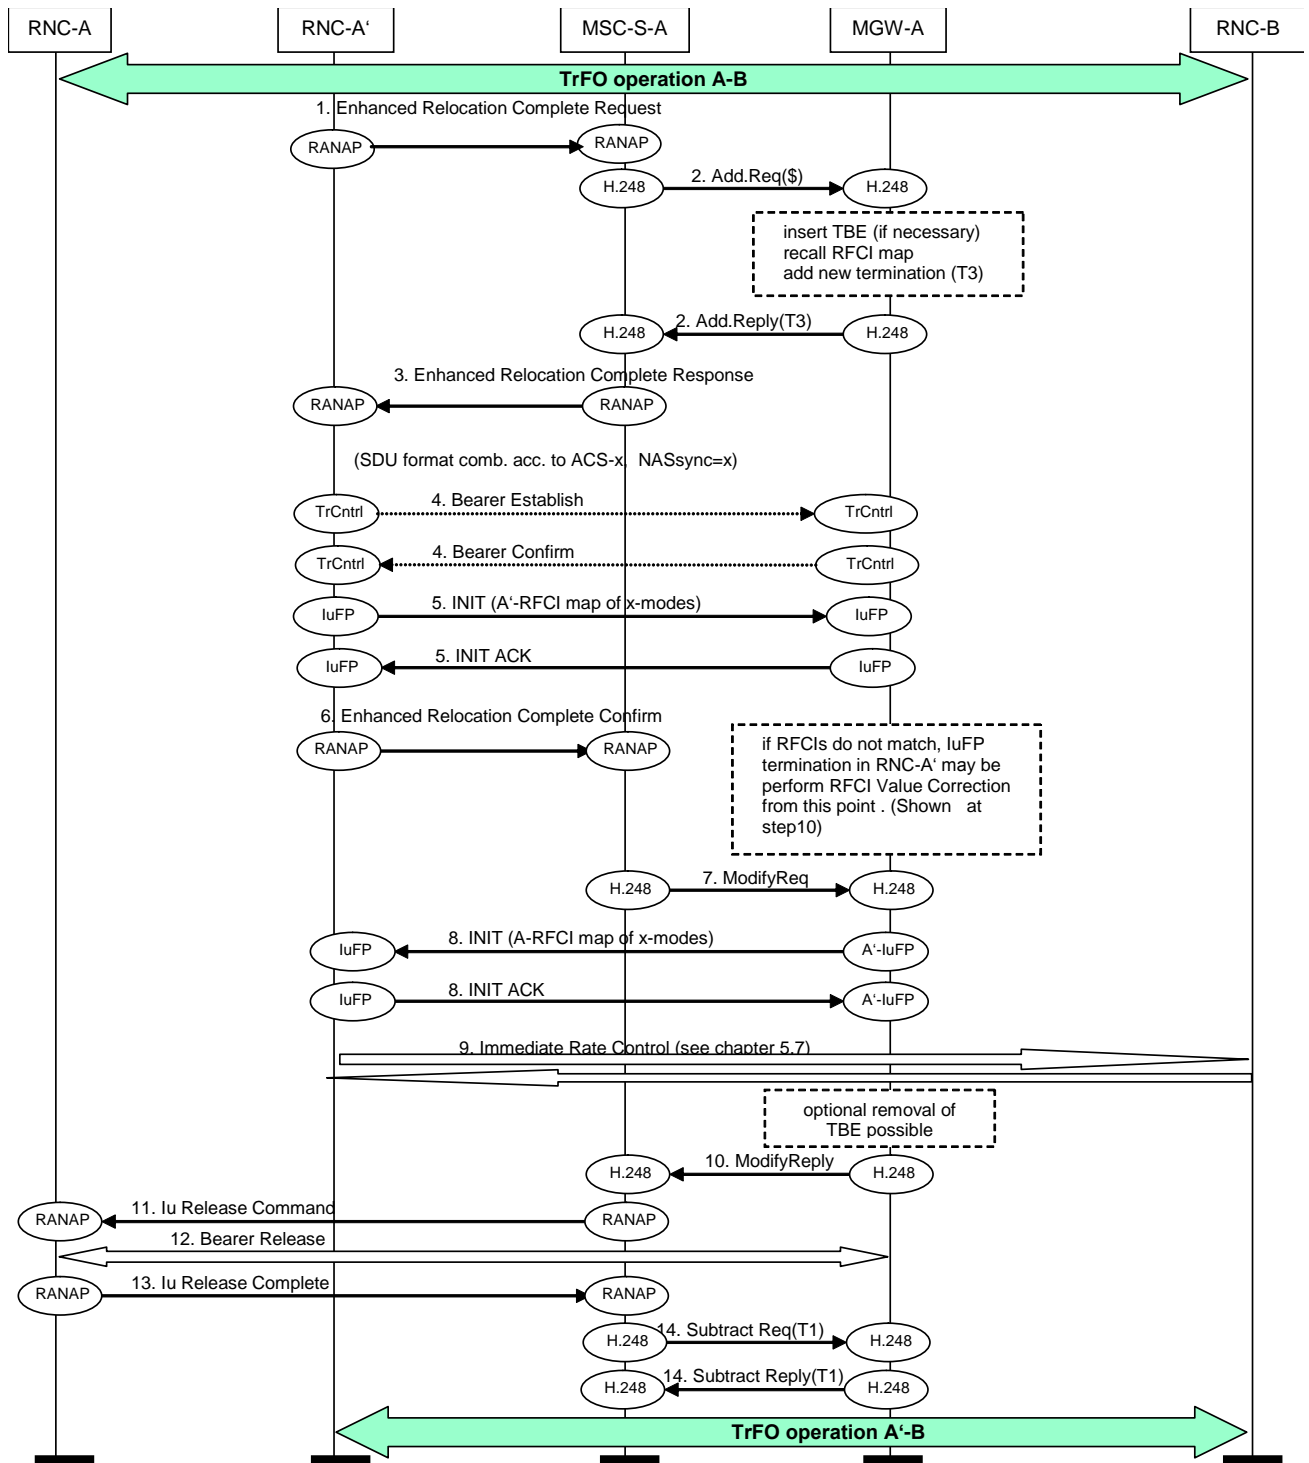 RNC-A
RNC-A‘
MSC-S-A
MGW-A
RNC-B
TrFO operation A-B
1. Enhanced Relocation Complete Request
RANAP
RANAP
H.248
2. Add.Req($)
H.248
insert TBE (if necessary)
recall RFCI map
add new termination (T3)
H.248
2. Add.Reply(T3)
H.248
3. Enhanced Relocation Complete Response
RANAP
RANAP
(SDU format comb. acc. to ACS-x, NASsync=x)
TrCntrl
4. Bearer Establish
TrCntrl
TrCntrl
4. Bearer Confirm
TrCntrl
IuFP
5. INIT (A‘-RFCI map of x-modes)
IuFP
IuFP
5. INIT ACK
IuFP
6. Enhanced Relocation Complete Confirm
RANAP
RANAP
if RFCIs do not match, IuFP
termination in RNC-A‘ may be
perform RFCI Value Correction
from this point . (Shown at
step10)
H.248
7. ModifyReq
H.248
IuFP
8. INIT (A-RFCI map of x-modes)
A‘-IuFP
IuFP
8. INIT ACK
A‘-IuFP
9. Immediate Rate Control (see chapter 5.7)
optional removal of
TBE possible
H.248
10. ModifyReply
H.248
11. Iu Release Command
RANAP
RANAP
12. Bearer Release
13. Iu Release Complete
RANAP
RANAP
H.248
14. Subtract Req(T1)
H.248
H.248
14. Subtract Reply(T1)
H.248
TrFO operation A‘-B